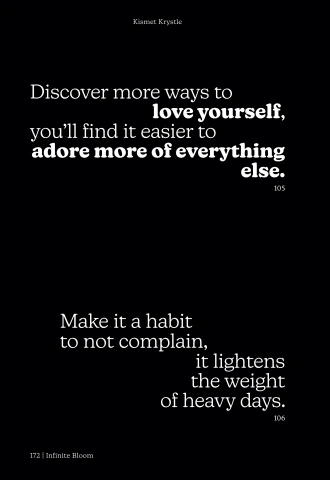 Kismet Krystle
Discover more ways to
love yourself,
you'll find it easier to
adore more of everything
else.
105
Make it a habit
to not complain,
it lightens
the weight
of heavy days.
106
172 | Infinite Bloom